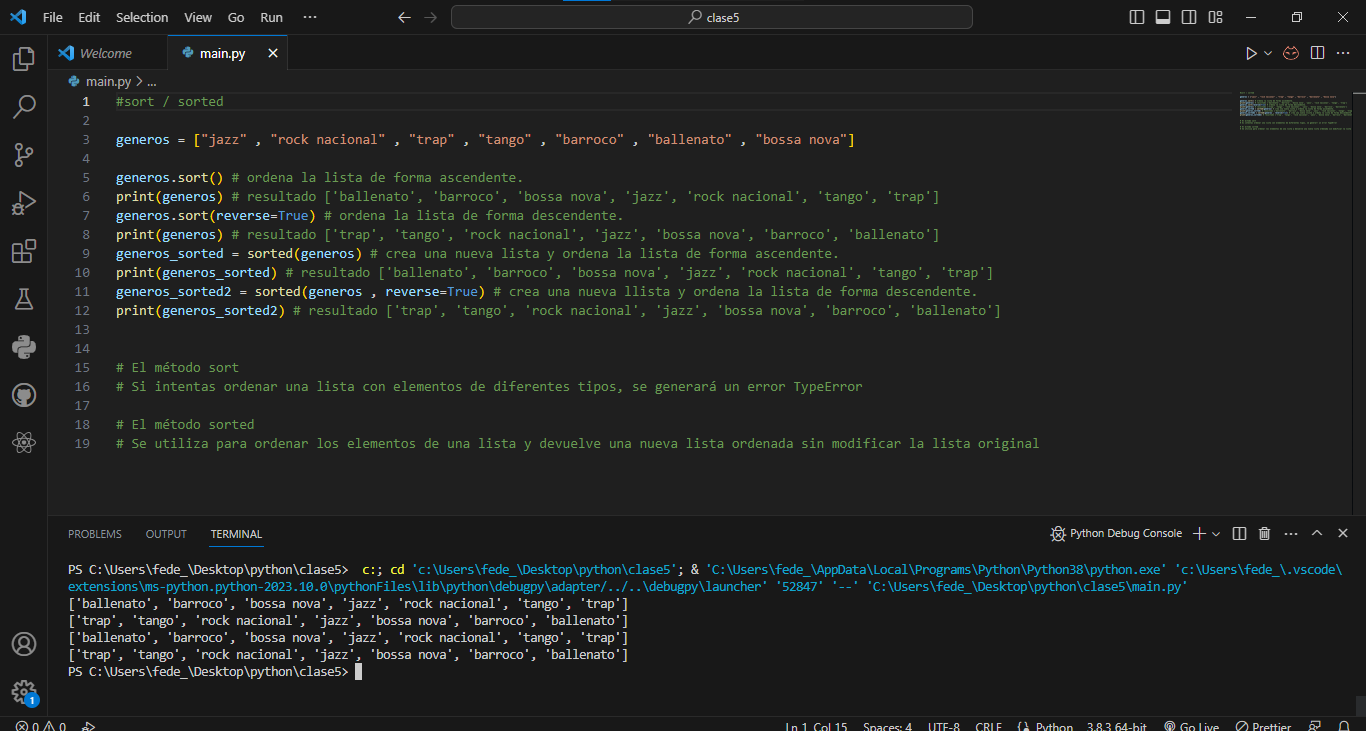 File Edit Selection View Go Run ··· clase5
Welcome main.py
main.py > ...
1 #sort / sorted
2
3 generos = ["jazz" , "rock nacional" , "trap" , "tango" , "barroco" , "ballenato" , "bossa nova"]
4
5 generos.sort() # ordena la lista de forma ascendente.
6 print(generos) # resultado ['ballenato', 'barroco', 'bossa nova', 'jazz', 'rock nacional', 'tango', 'trap']
7 generos.sort(reverse=True) # ordena la lista de forma descendente.
8 print(generos) # resultado ['trap', 'tango', 'rock nacional', 'jazz', 'bossa nova', 'barroco', 'ballenato']
9 generos_sorted = sorted(generos) # crea una nueva lista y ordena la lista de forma ascendente.
10 print(generos_sorted) # resultado ['ballenato', 'barroco', 'bossa nova', 'jazz', 'rock nacional', 'tango', 'trap']
11 generos_sorted2 = sorted(generos , reverse=True) # crea una nueva llista y ordena la lista de forma descendente.
12 print(generos_sorted2) # resultado ['trap', 'tango', 'rock nacional', 'jazz', 'bossa nova', 'barroco', 'ballenato']
13
14
15 # El método sort
16 # Si intentas ordenar una lista con elementos de diferentes tipos, se generará un error TypeError
17
18 # El método sorted
19 # Se utiliza para ordenar los elementos de una lista y devuelve una nueva lista ordenada sin modificar la lista original
PROBLEMS OUTPUT TERMINAL Python Debug Console
PS C:\Users\fede_\Desktop\python\clase5>  c:; cd 'c:\Users\fede_\Desktop\python\clase5'; & 'C:\Users\fede_\AppData\Local\Programs\Python\Python38\python.exe' 'c:\Users\fede_\.vscode\
extensions\ms-python.python-2023.10.0\pythonFiles\lib\python\debugpy\adapter/../..\debugpy\launcher' '52847' '--' 'C:\Users\fede_\Desktop\python\clase5\main.py'
['ballenato', 'barroco', 'bossa nova', 'jazz', 'rock nacional', 'tango', 'trap']
['trap', 'tango', 'rock nacional', 'jazz', 'bossa nova', 'barroco', 'ballenato']
['ballenato', 'barroco', 'bossa nova', 'jazz', 'rock nacional', 'tango', 'trap']
['trap', 'tango', 'rock nacional', 'jazz', 'bossa nova', 'barroco', 'ballenato']
PS C:\Users\fede_\Desktop\python\clase5>
1
0 0 Ln 1, Col 15 Spaces: 4 UTF-8 CRLF Python 3.8.3 64-bit Go Live Prettier